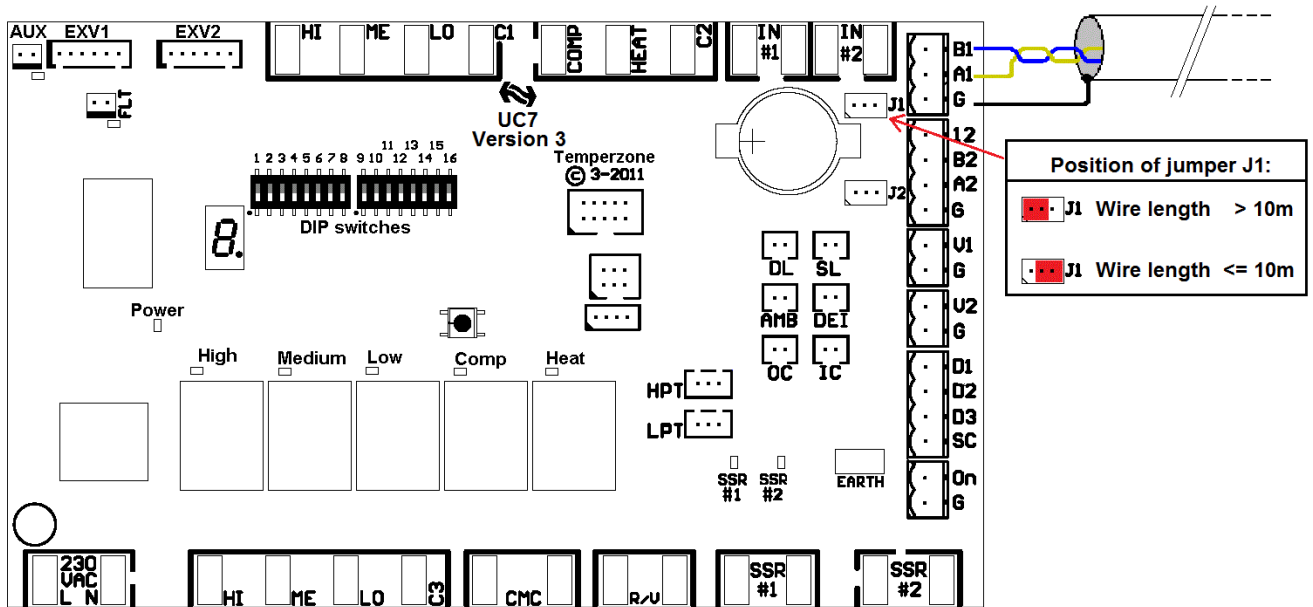 AUX EXV1 EXV2
HI ME LO C1
COMP HEAT C2
IN #1
IN #2
B1
A1
G
FLT
UC7
Version 3
J1
12
B2
A2
G
J2
Position of jumper J1:
J1 Wire length > 10m
J1 Wire length <= 10m
11 13 15
1 2 3 4 5 6 7 8 9 10 12 14 16
DIP switches
8.
Temperzone
© 3-2011
V1
G
DL SL
V2
G
AMB DEI
OC IC
Power
High Medium Low Comp Heat
HPT
LPT
D1
D2
D3
SC
SSR
#1
SSR
#2
EARTH
On
G
230
VAC
L N
HI ME LO C3
CMC
R/V
SSR
#1
SSR
#2